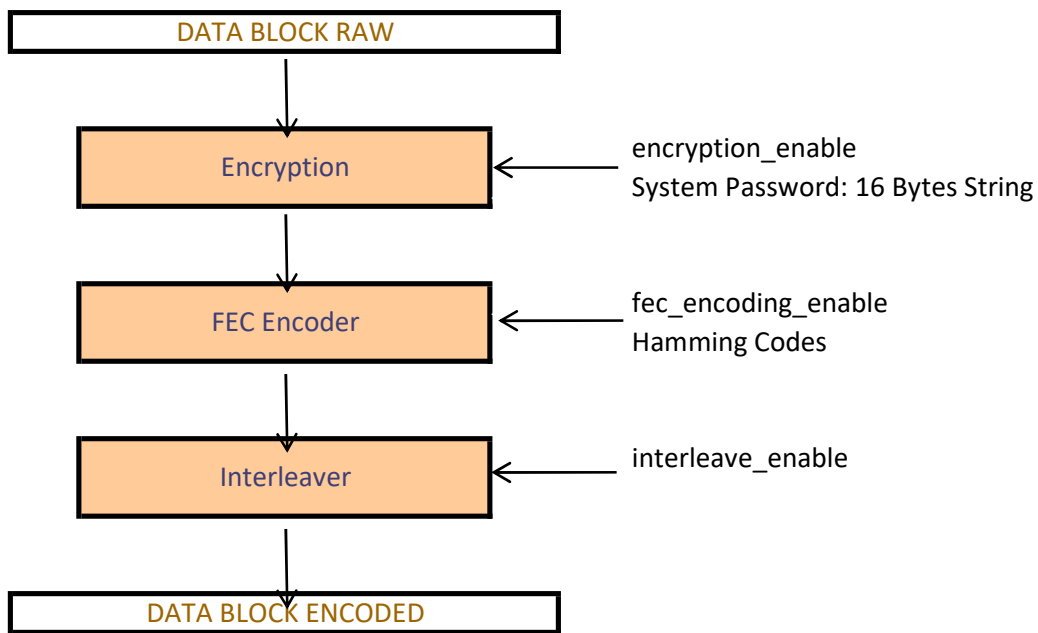 DATA BLOCK RAW
Encryption
encryption_enable
System Password: 16 Bytes String
FEC Encoder
fec_encoding_enable
Hamming Codes
Interleaver
interleave_enable
DATA BLOCK ENCODED